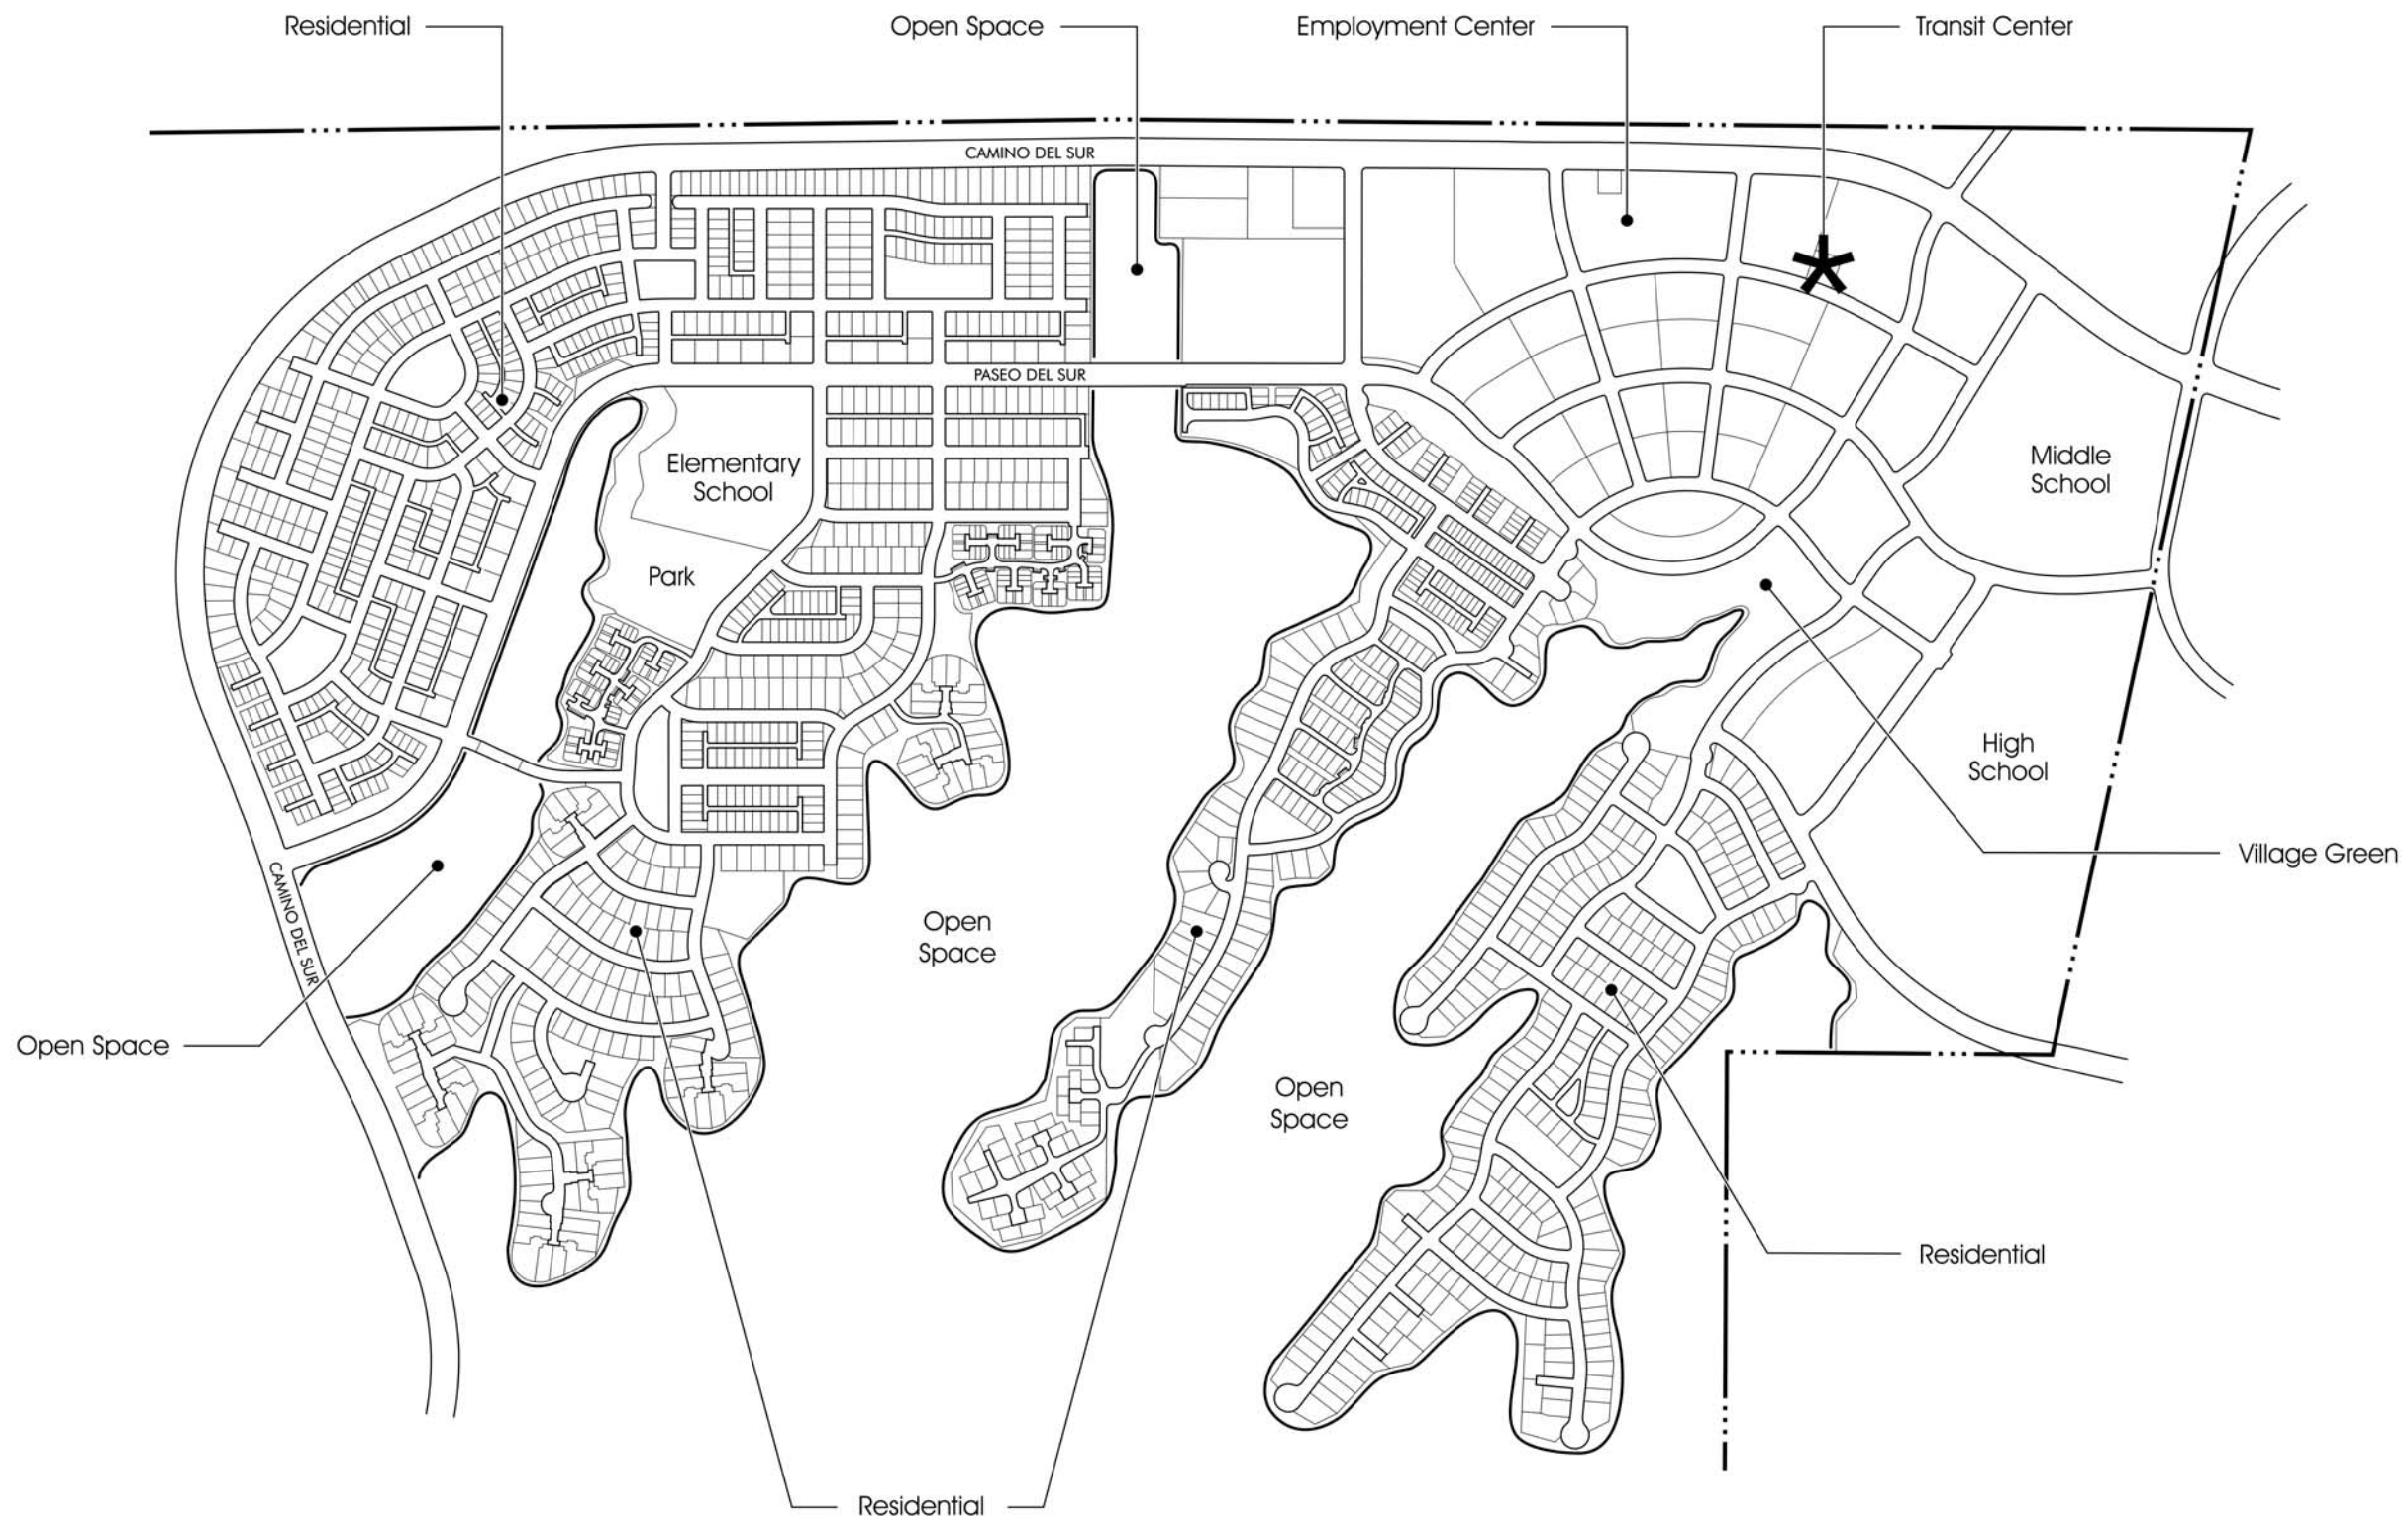 Residential
Open Space
Employment Center
Transit Center
CAMINO DEL SUR
PASEO DEL SUR
Elementary
School
Middle
School
Park
High
School
Village Green
CAMINO DEL SUR
Open
Space
Open Space
Open
Space
Residential
Residential